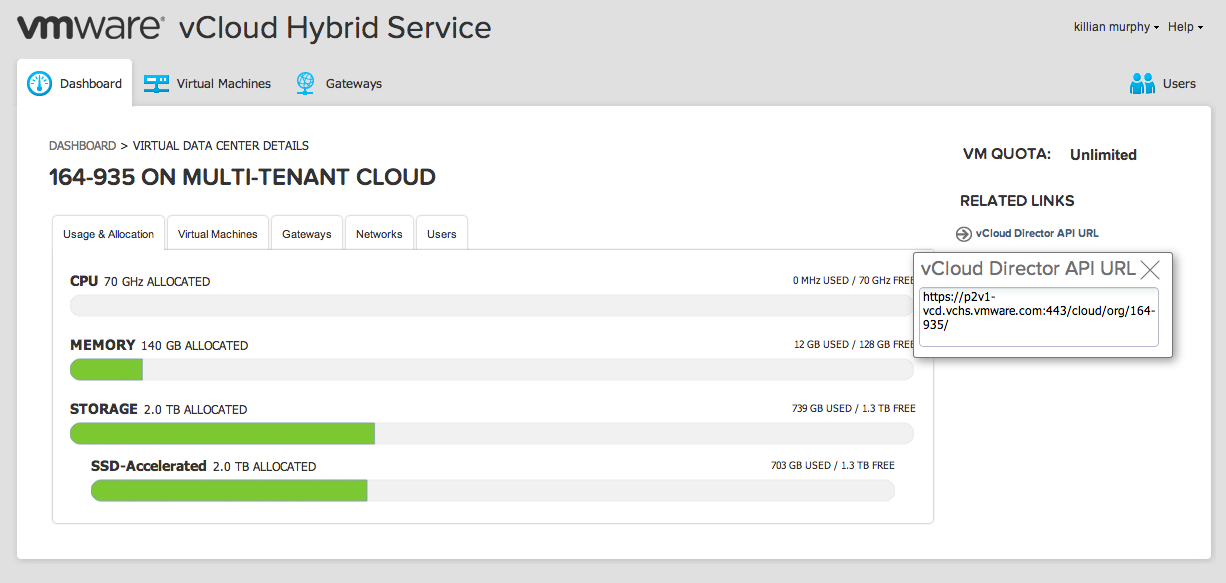 vmware® vCloud Hybrid Service
killian murphy Help
Dashboard Virtual Machines Gateways Users
DASHBOARD > VIRTUAL DATA CENTER DETAILS
164-935 ON MULTI-TENANT CLOUD
VM QUOTA: Unlimited
RELATED LINKS
vCloud Director API URL
vCloud Director API URL
https://p2v1-
vcd.vchs.vmware.com:443/cloud/org/164-
935/
Usage & Allocation Virtual Machines Gateways Networks Users
CPU 70 GHz ALLOCATED 0 MHz USED / 70 GHz FREE
MEMORY 140 GB ALLOCATED 12 GB USED / 128 GB FREE
STORAGE 2.0 TB ALLOCATED 739 GB USED / 1.3 TB FREE
SSD-Accelerated 2.0 TB ALLOCATED 703 GB USED / 1.3 TB FREE